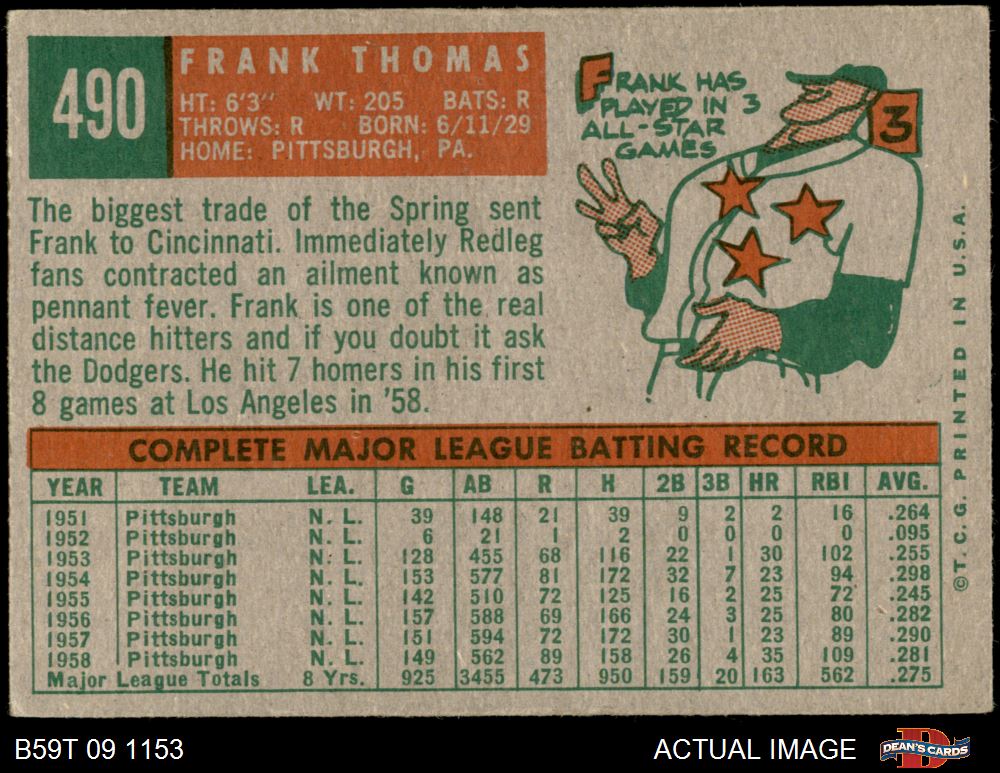 490
FRANK THOMAS
HT: 6'3" WT: 205 BATS: R
THROWS: R BORN: 6/11/29
HOME: PITTSBURGH, PA.
FRANK HAS
PLAYED IN 3
ALL-STAR
GAMES
3
The biggest trade of the Spring sent
Frank to Cincinnati. Immediately Redleg
fans contracted an ailment known as
pennant fever. Frank is one of the real
distance hitters and if you doubt it ask
the Dodgers. He hit 7 homers in his first
8 games at Los Angeles in '58.
COMPLETE MAJOR LEAGUE BATTING RECORD
YEAR TEAM LEA. G AB R H 2B 3B HR RBI AVG.
1951 Pittsburgh N. L. 39 148 21 39 9 2 2 16 .264
1952 Pittsburgh N. L. 6 21 1 2 0 0 0 0 .095
1953 Pittsburgh N. L. 128 455 68 116 22 1 30 102 .255
1954 Pittsburgh N. L. 153 577 81 172 32 7 23 94 .298
1955 Pittsburgh N. L. 142 510 72 125 16 2 25 72 .245
1956 Pittsburgh N. L. 157 588 69 166 24 3 25 80 .282
1957 Pittsburgh N. L. 151 594 72 172 30 1 23 89 .290
1958 Pittsburgh N. L. 149 562 89 158 26 4 35 109 .281
Major League Totals 8 Yrs. 925 3455 473 950 159 20 163 562 .275
©T. C. G. PRINTED IN U.S.A.
B59T 09 1153
ACTUAL IMAGE
DEAN'S CARDS